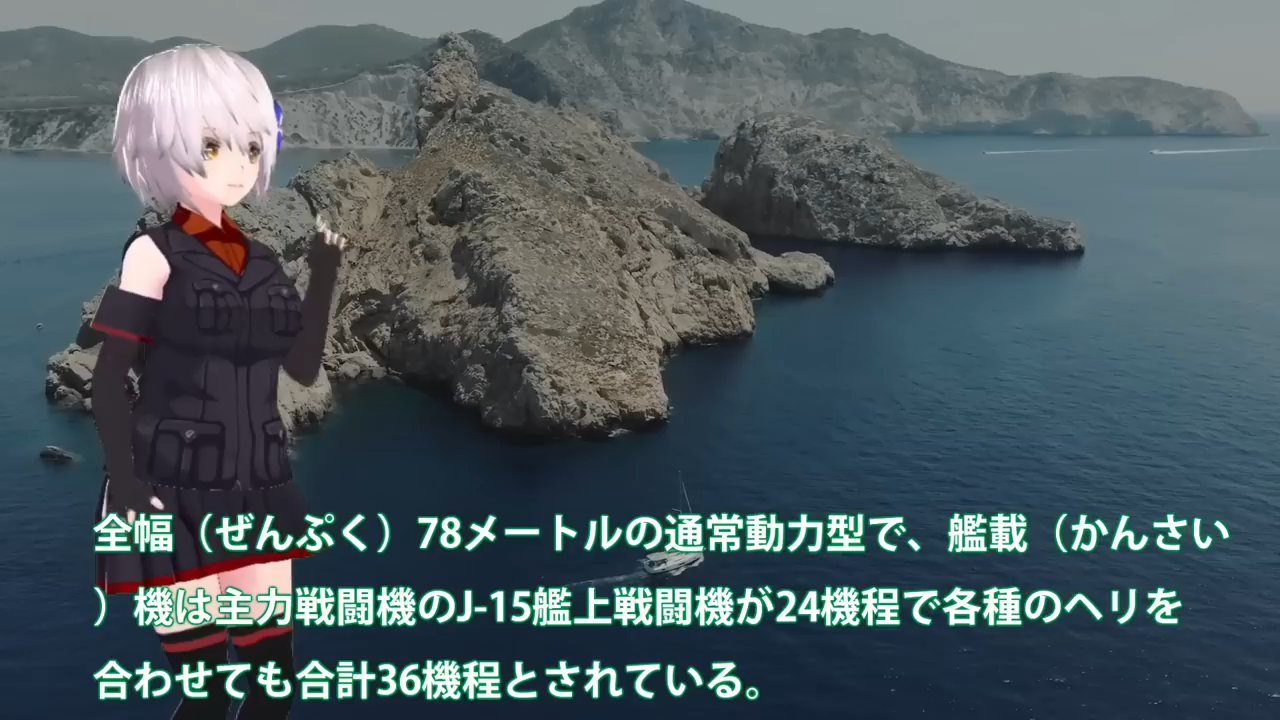 全幅（ぜんぷく）78メートルの通常動力型で、艦載（かんさい
）機は主力戦闘機のJ-15艦上戦闘機が24機程で各種のヘリを
合わせても合計36機程とされている。